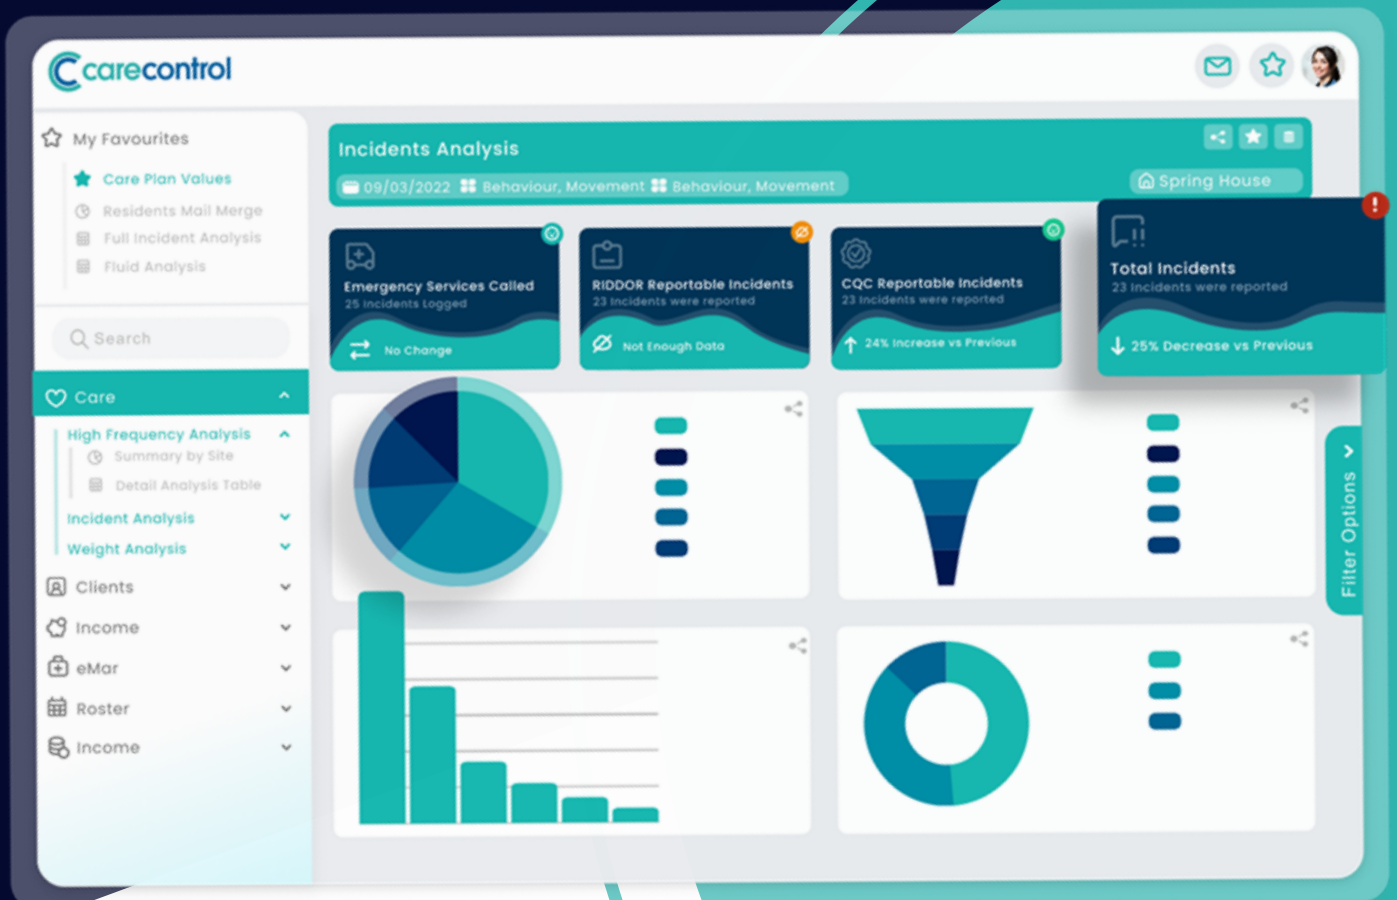 carecontrol
My Favourites
Care Plan Values
Residents Mail Merge
Full Incident Analysis
Fluid Analysis
Search
Care
High Frequency Analysis
Summary by Site
Detail Analysis Table
Incident Analysis
Weight Analysis
Clients
Income
eMar
Roster
Income
Incidents Analysis
09/03/2022 Behaviour, Movement Behaviour, Movement
Spring House
Emergency Services Called
25 Incidents Logged
No Change
RIDDOR Reportable Incidents
23 Incidents were reported
Not Enough Data
CQC Reportable Incidents
23 Incidents were reported
24% Increase vs Previous
Total Incidents
23 Incidents were reported
25% Decrease vs Previous
Filter Options